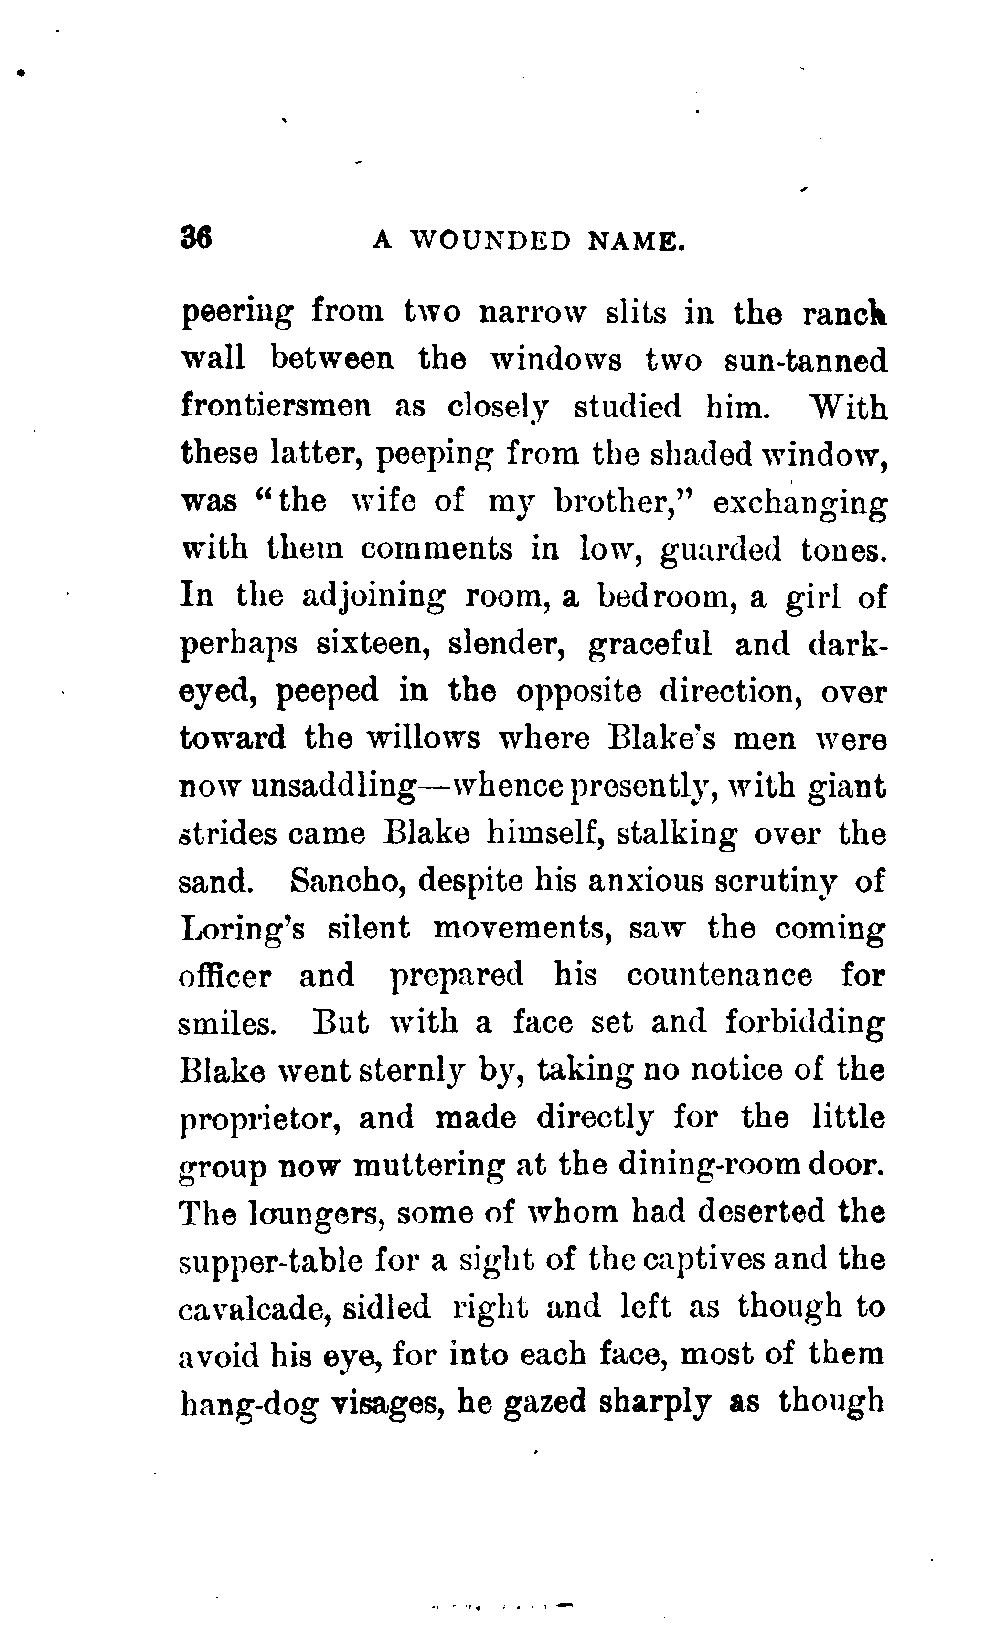 36 A WOUNDED NAME.
peering from two narrow slits in the ranch
wall between the windows two sun-tanned
frontiersmen as closely studied him. With
these latter, peeping from the shaded window,
was “the wife of my brother,” exchanging
with them comments in low, guarded tones.
In the adjoining room, a bedroom, a girl of
perhaps sixteen, slender, graceful and dark-
eyed, peeped in the opposite direction, over
toward the willows where Blake’s men were
now unsaddling—whence presently, with giant
strides came Blake himself, stalking over the
sand. Sancho, despite his anxious scrutiny of
Loring’s silent movements, saw the coming
officer and prepared his countenance for
smiles. But with a face set and forbidding
Blake went sternly by, taking no notice of the
proprietor, and made directly for the little
group now muttering at the dining-room door.
The loungers, some of whom had deserted the
supper-table for a sight of the captives and the
cavalcade, sidled right and left as though to
avoid his eye, for into each face, most of them
hang-dog visages, he gazed sharply as though